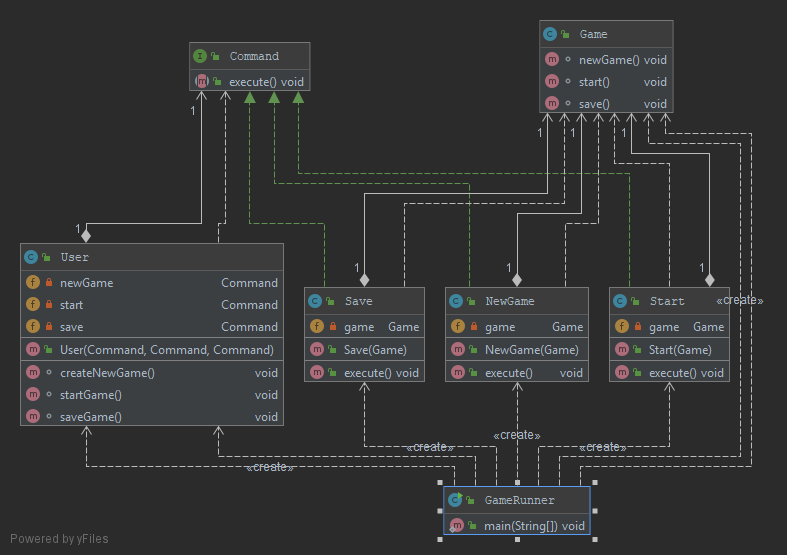 I Command
m execute() void
C Game
m newGame() void
m start() void
m save() void
1
1
1
1
1
C User
f newGame Command
f start Command
f save Command
m User(Command, Command, Command)
m createNewGame() void
m startGame() void
m saveGame() void
1
C Save
f game Game
m Save(Game)
m execute() void
1
C NewGame
f game Game
m NewGame(Game)
m execute() void
1
C Start
f game Game
m Start(Game)
m execute() void
«create»
«create»
«create»
«create»
«create»
C GameRunner
m main(String[]) void
Powered by yFiles